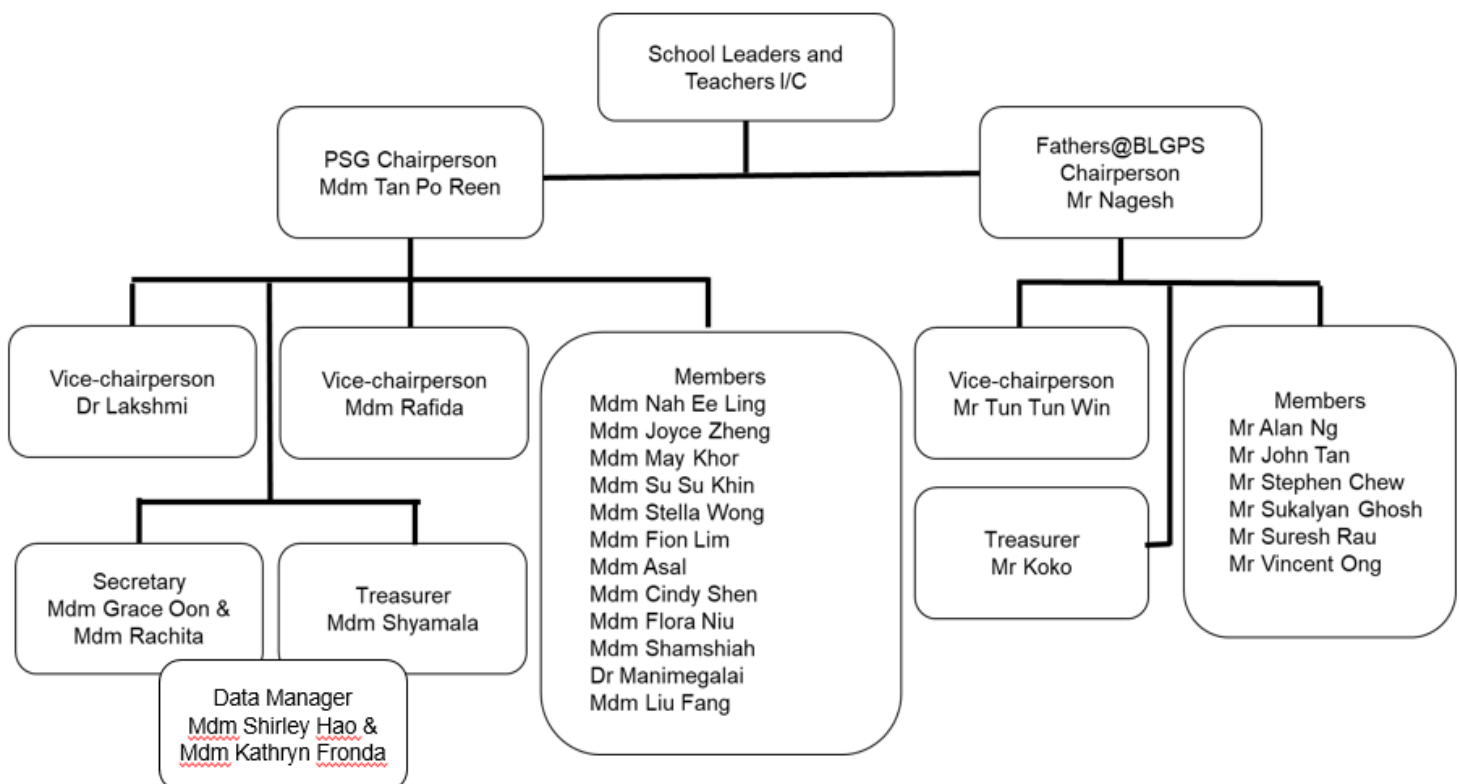 School Leaders and
Teachers I/C
PSG Chairperson
Mdm Tan Po Reen
Fathers@BLGPS
Chairperson
Mr Nagesh
Vice-chairperson
Dr Lakshmi
Vice-chairperson
Mdm Rafida
Members
Mdm Nah Ee Ling
Mdm Joyce Zheng
Mdm May Khor
Mdm Su Su Khin
Mdm Stella Wong
Mdm Fion Lim
Mdm Asal
Mdm Cindy Shen
Mdm Flora Niu
Mdm Shamshiah
Dr Manimegalai
Mdm Liu Fang
Vice-chairperson
Mr Tun Tun Win
Members
Mr Alan Ng
Mr John Tan
Mr Stephen Chew
Mr Sukalyan Ghosh
Mr Suresh Rau
Mr Vincent Ong
Treasurer
Mr Koko
Secretary
Mdm Grace Oon &
Mdm Rachita
Treasurer
Mdm Shyamala
Data Manager
Mdm Shirley Hao &
Mdm Kathryn Fronda